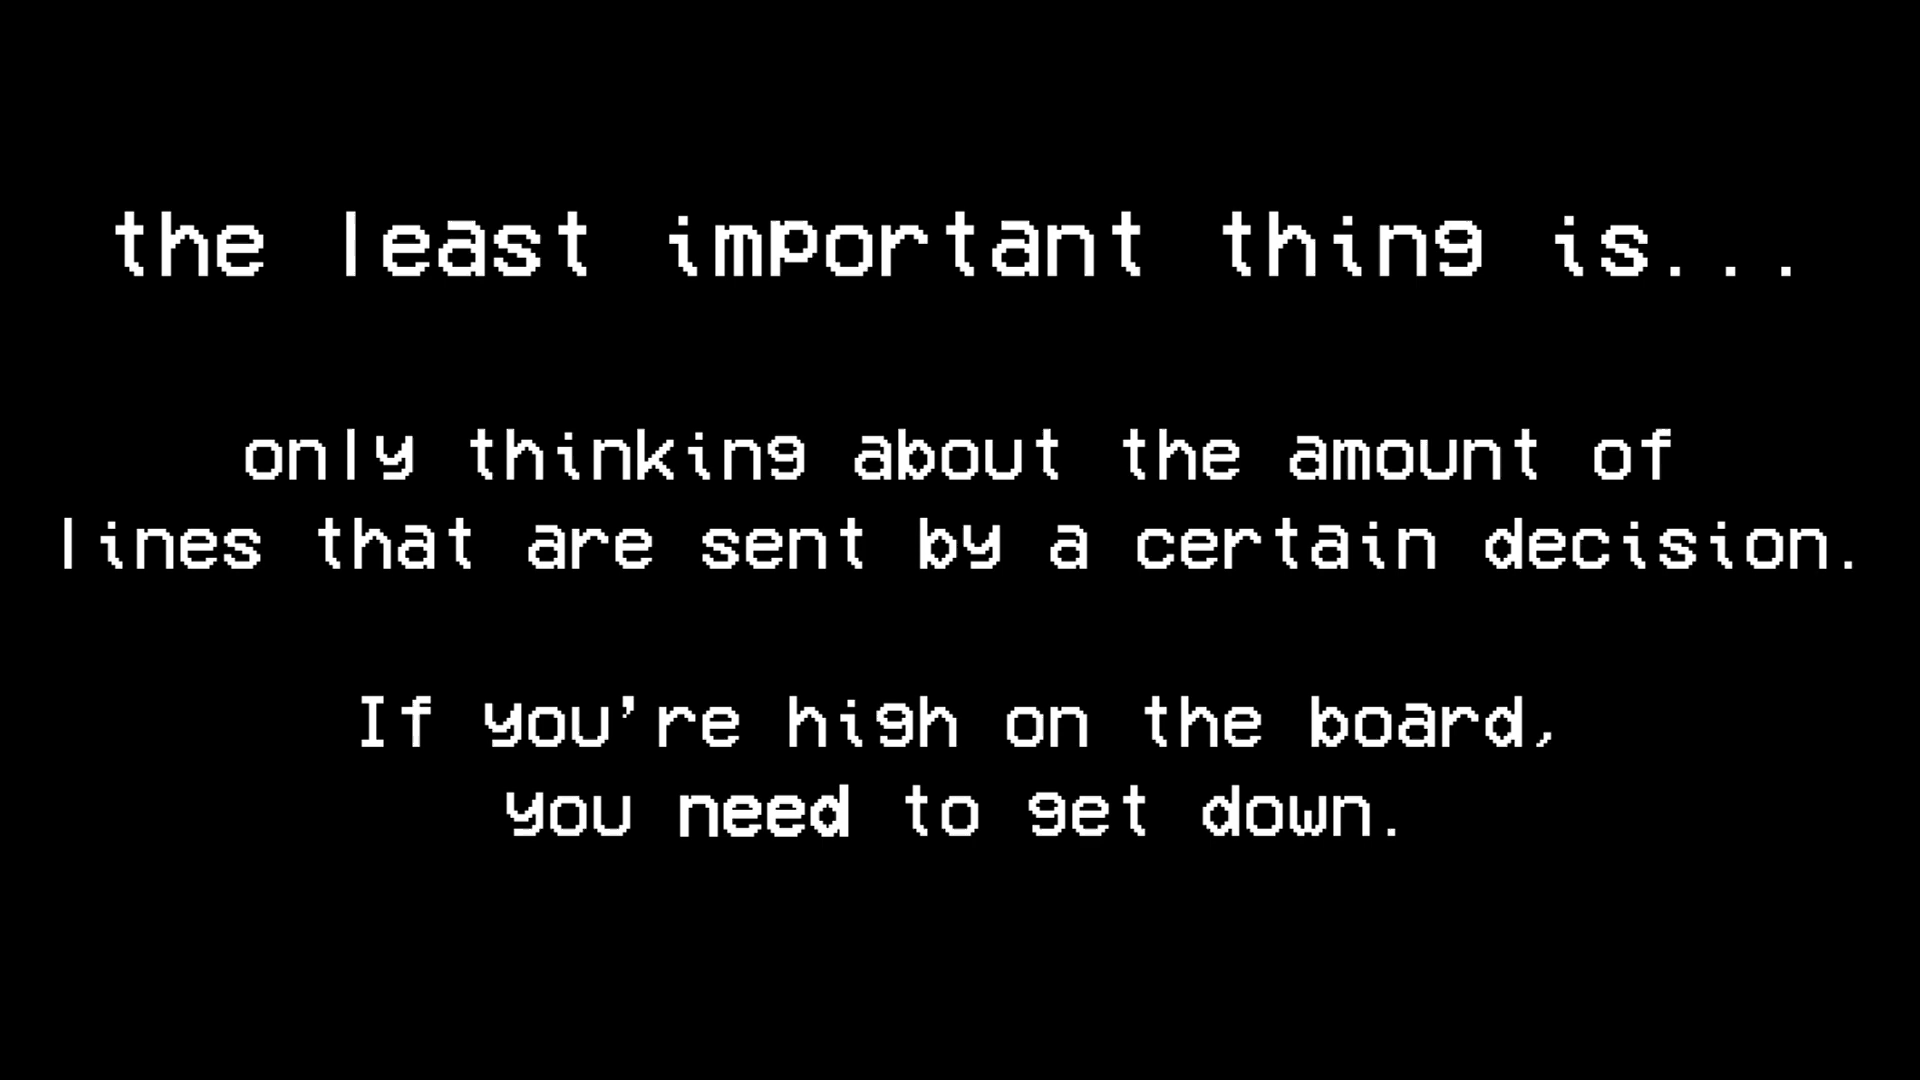 the least important thing is...
only thinking about the amount of
lines that are sent by a certain decision.
If you're high on the board,
you need to get down.